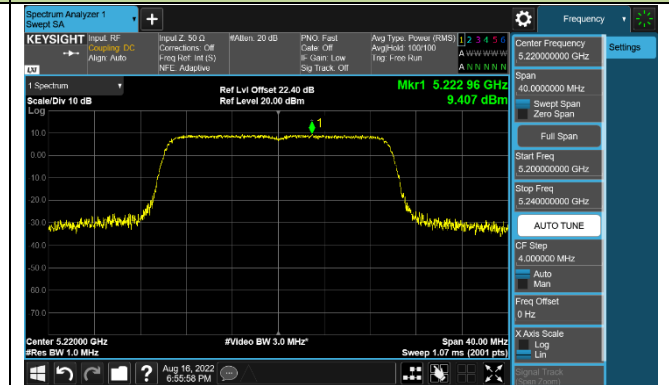 Spectrum Analyzer 1
Swept SA
+
Frequency
KEYSIGHT
Input: RF
Coupling: DC
Align: Auto
Input Z: 50 Ω
Corrections: Off
Freq Ref: Int (S)
NFE: Adaptive
#Atten: 20 dB
PNO: Fast
Gate: Off
IF Gain: Low
Sig Track: Off
Avg Type: Power (RMS)
Avg|Hold: 100/100
Trig: Free Run
1 2 3 4 5 6
A W W W W W
A N N N N N
LXI
1 Spectrum
Scale/Div 10 dB
Log
Ref Lvl Offset 22.40 dB
Ref Level 20.00 dBm
Mkr1 5.222 96 GHz
9.407 dBm
1
10.0
0.00
-10.0
-20.0
-30.0
-40.0
-50.0
-60.0
-70.0
Center 5.22000 GHz
#Res BW 1.0 MHz
#Video BW 3.0 MHz*
Span 40.00 MHz
Sweep 1.07 ms (2001 pts)
Center Frequency
5.220000000 GHz
Settings
Span
40.0000000 MHz
Swept Span
Zero Span
Full Span
Start Freq
5.200000000 GHz
Stop Freq
5.240000000 GHz
AUTO TUNE
CF Step
4.000000 MHz
Auto
Man
Freq Offset
0 Hz
X Axis Scale
Log
Lin
Signal Track
(Span Zoom)
?
Aug 16, 2022
6:55:58 PM